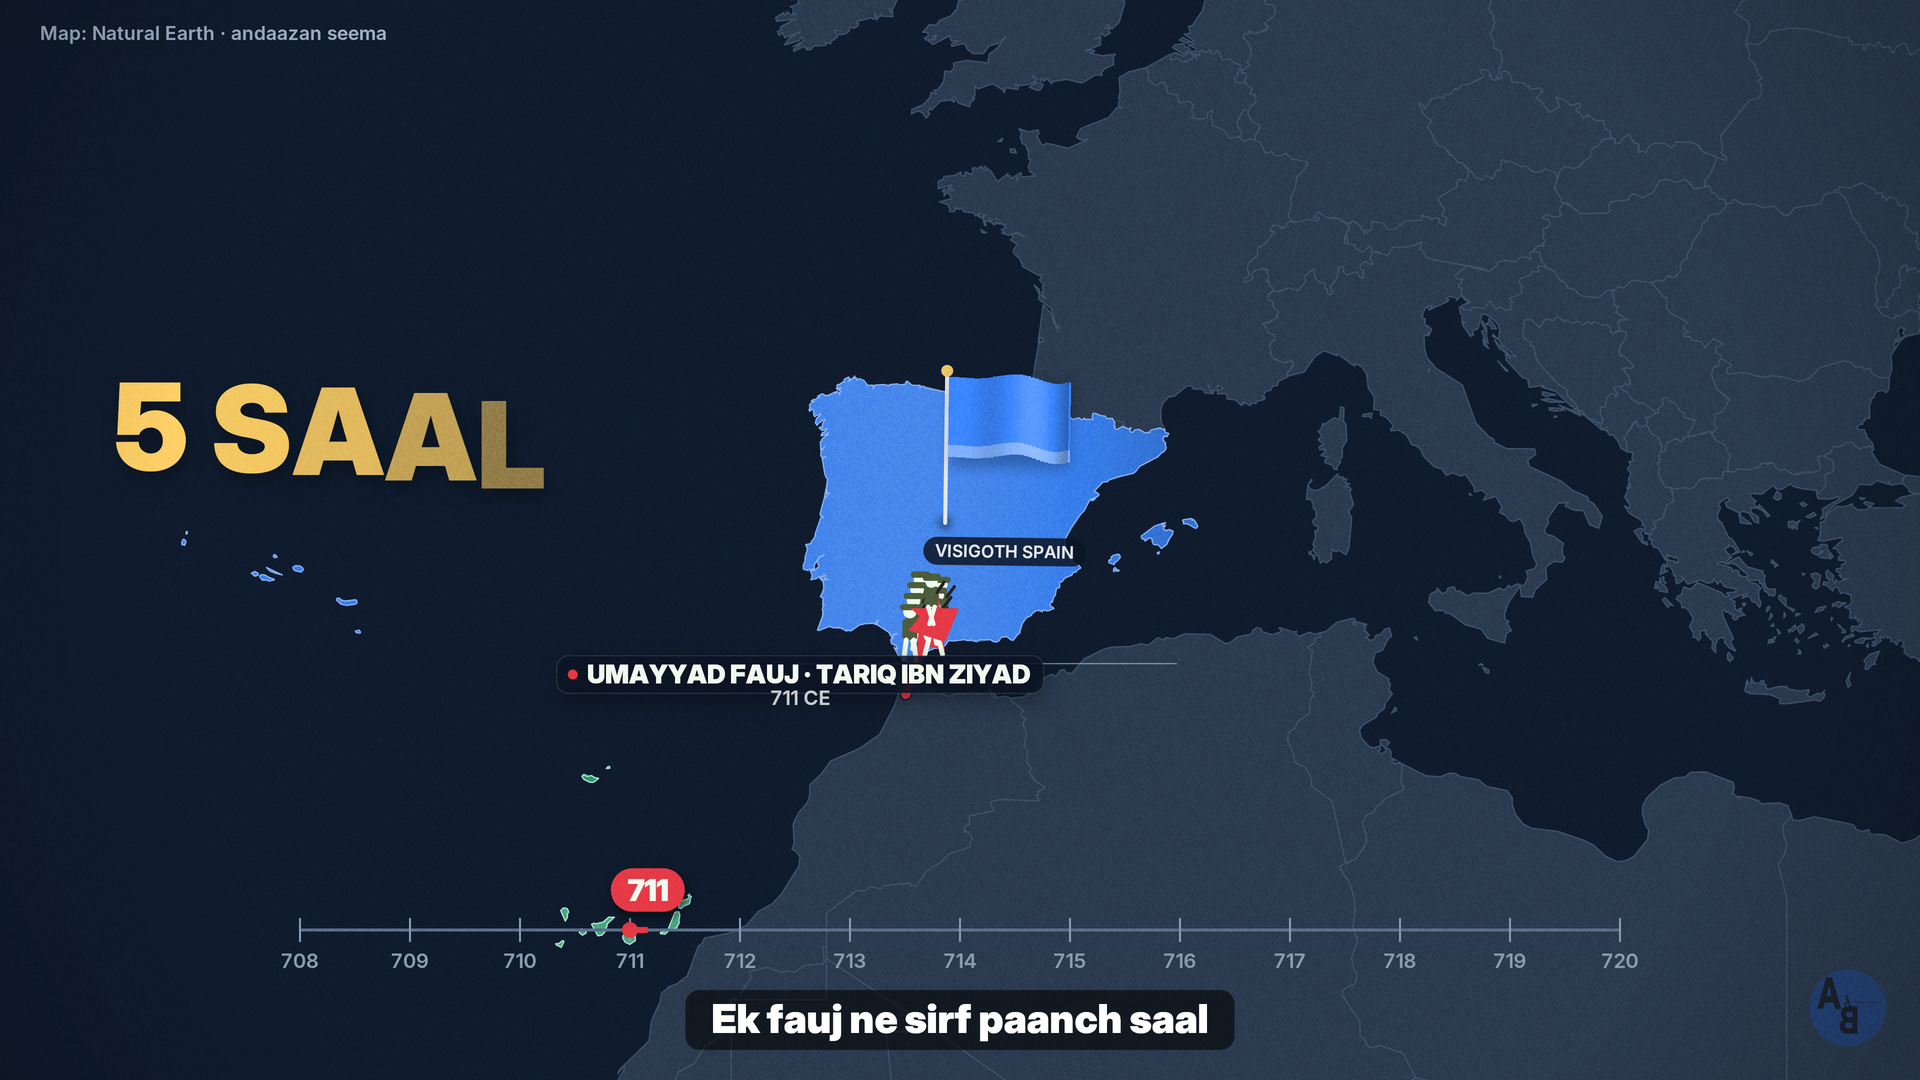 Map: Natural Earth · andaazan seema
5 SAAL
VISIGOTH SPAIN
UMAYYAD FAUJ · TARIQ IBN ZIYAD
711 CE
711
708 709 710 711 712 713 714 715 716 717 718 719 720
Ek fauj ne sirf paanch saal
A B